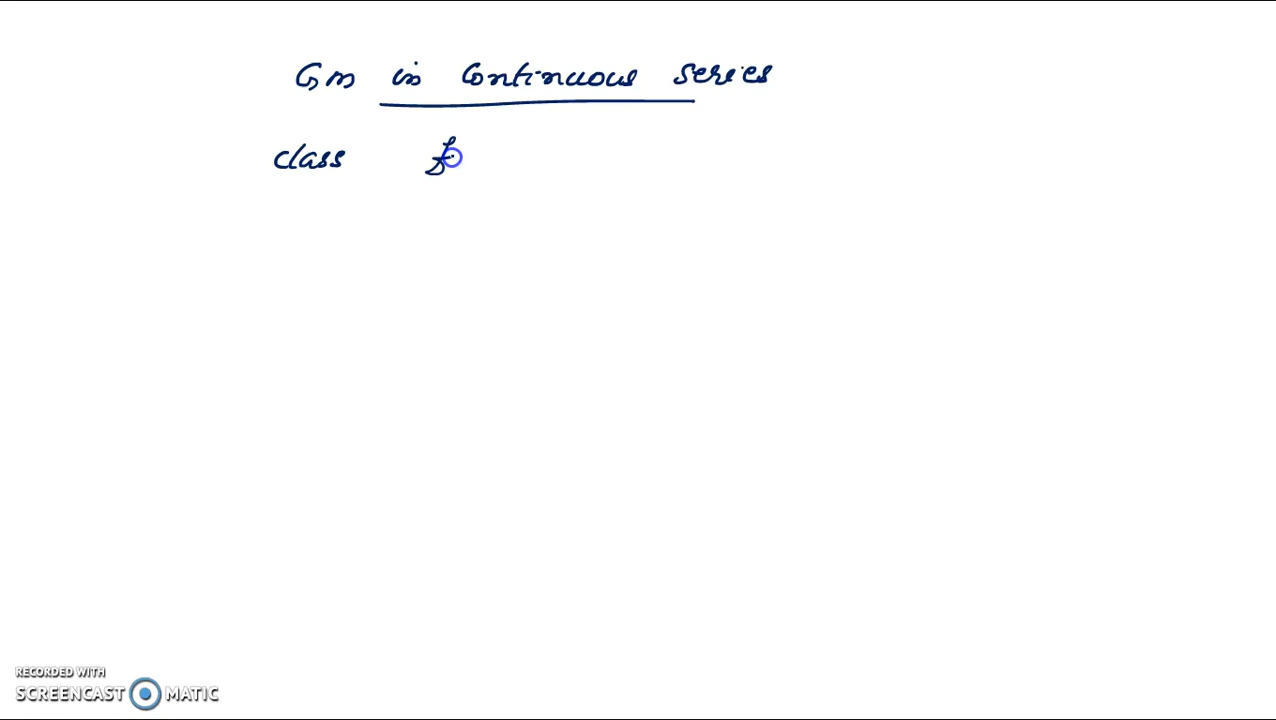 Gm in Continuous series
class f
RECORDED WITH
SCREENCAST MATIC